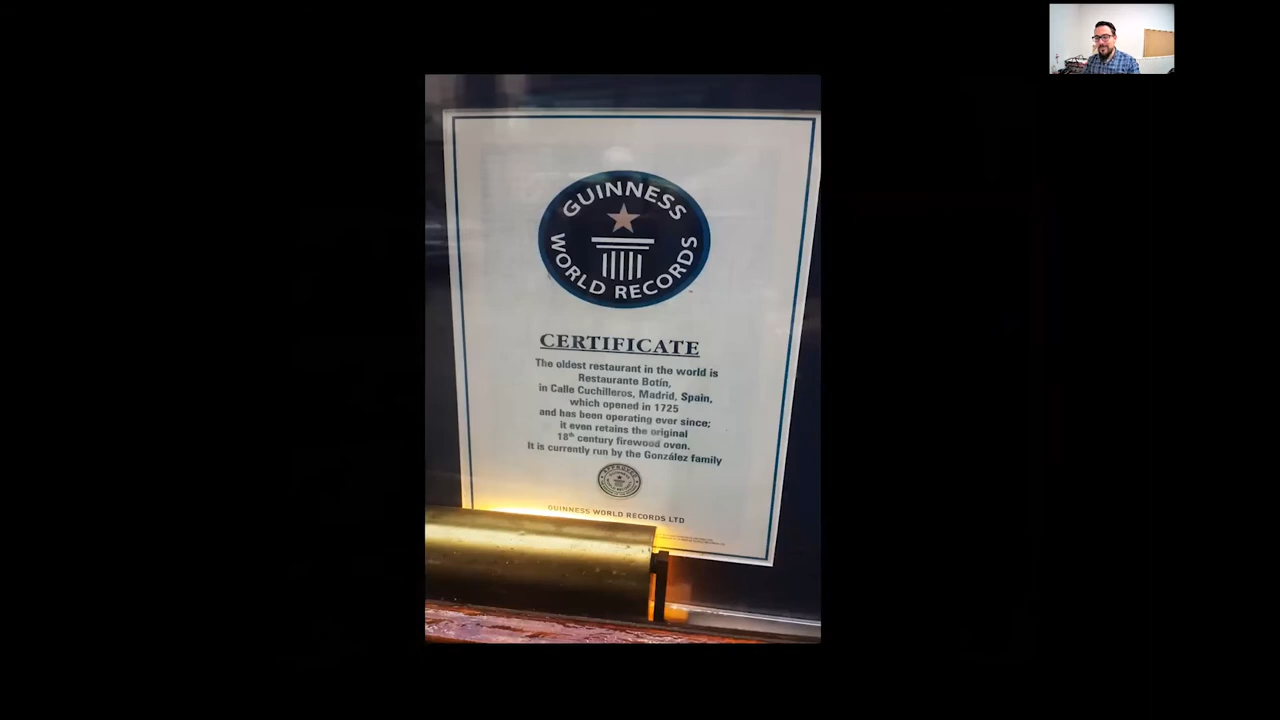 GUINNESS
WORLD RECORDS
CERTIFICATE
The oldest restaurant in the world is
Restaurante Botín,
in Calle Cuchilleros, Madrid, Spain,
which opened in 1725
and has been operating ever since;
it even retains the original
18th century firewood oven.
It is currently run by the González family
GUINNESS WORLD RECORDS LTD